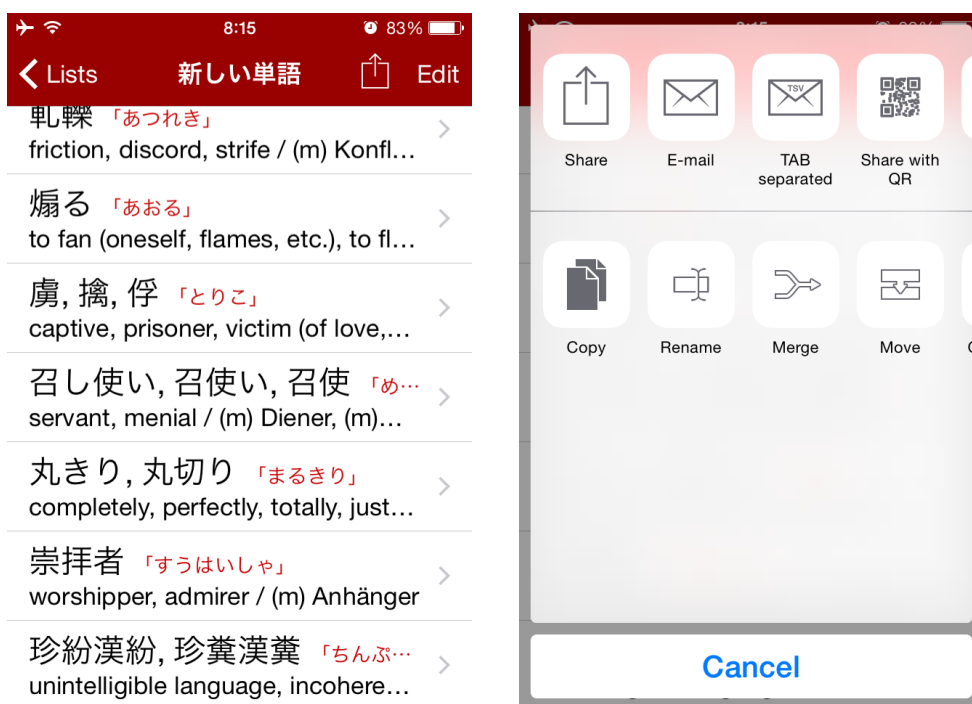 8:15
83%
Lists
新しい単語
Edit
軋轢「あつれき」
friction, discord, strife / (m) Konfl...
煽る「あおる」
to fan (oneself, flames, etc.), to fl...
虜, 擒, 俘「とりこ」
captive, prisoner, victim (of love,...
召し使い, 召使い, 召使「め…
servant, menial / (m) Diener, (m)...
丸きり, 丸切り「まるきり」
completely, perfectly, totally, just...
崇拝者「すうはいしゃ」
worshipper, admirer / (m) Anhänger
珍紛漢紛, 珍糞漢糞「ちんぷ…
unintelligible language, incohere...
Share
E-mail
TSV
TAB
separated
Share with
QR
Copy
Rename
Merge
Move
Cancel